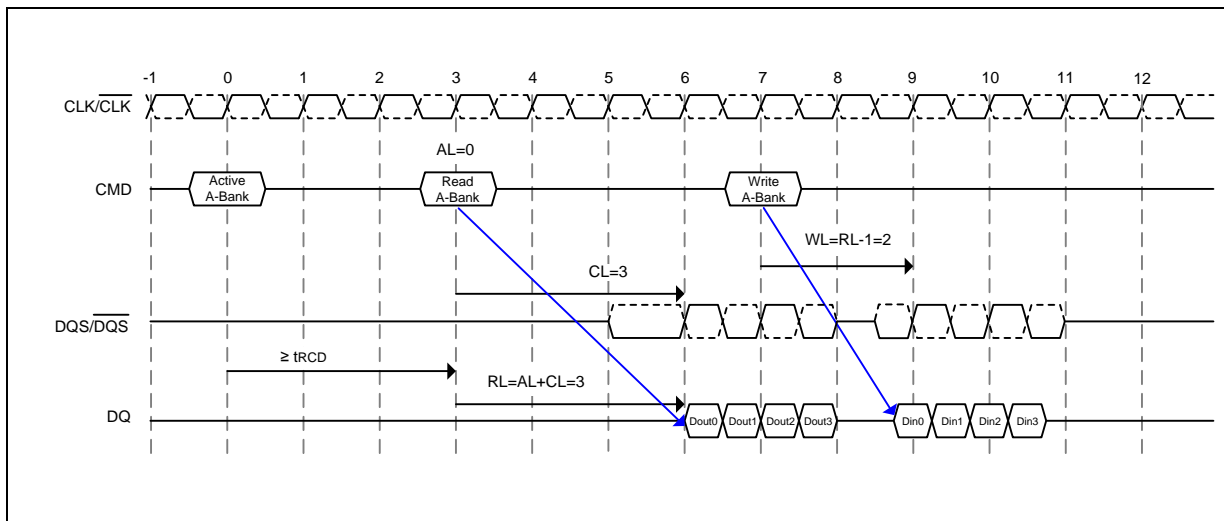 -1 0 1 2 3 4 5 6 7 8 9 10 11 12
CLK/CLK
AL=0
CMD
Active
A-Bank
Read
A-Bank
Write
A-Bank
WL=RL-1=2
CL=3
DQS/DQS
≥ tRCD
RL=AL+CL=3
DQ
Dout0 Dout1 Dout2 Dout3 Din0 Din1 Din2 Din3